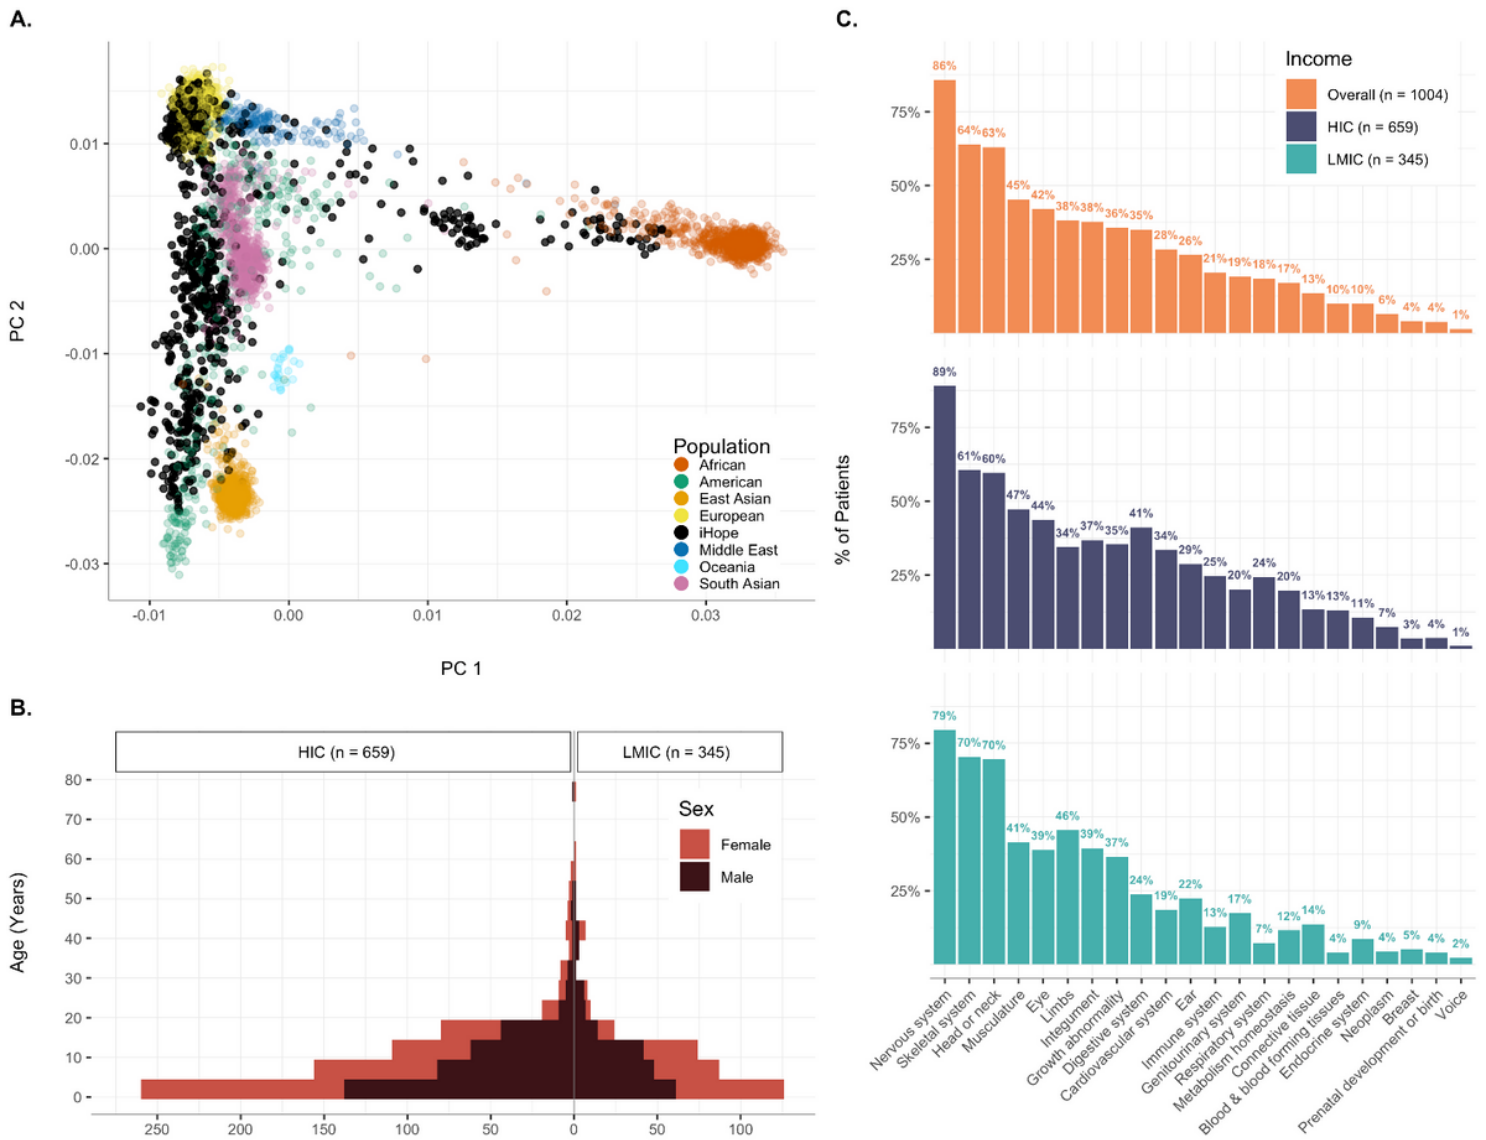 A.
PC 2
0.01
0.00
-0.01
-0.02
-0.03
-0.01
0.00
0.01
0.02
0.03
PC 1
Population
African
American
East Asian
European
iHope
Middle East
Oceania
South Asian
B.
HIC (n = 659)
LMIC (n = 345)
Age (Years)
80
70
60
50
40
30
20
10
0
Sex
Female
Male
250
200
150
100
50
0
50
100
C.
% of Patients
Income
Overall (n = 1004)
HIC (n = 659)
LMIC (n = 345)
75%
50%
25%
86%
64%
63%
45%
42%
38%
38%
36%
35%
28%
26%
21%
19%
18%
17%
13%
10%
10%
6%
4%
4%
1%
75%
50%
25%
89%
61%
60%
47%
44%
34%
37%
35%
41%
34%
29%
25%
20%
24%
20%
13%
13%
11%
7%
3%
4%
1%
75%
50%
25%
79%
70%
70%
41%
39%
46%
39%
37%
24%
19%
22%
13%
17%
7%
12%
14%
4%
9%
4%
5%
4%
2%
Nervous system
Skeletal system
Head or neck
Musculature
Eye
Limbs
Integument
Growth abnormality
Digestive system
Cardiovascular system
Ear
Immune system
Genitourinary system
Respiratory system
Metabolism homeostasis
Connective tissue
Blood & blood forming tissues
Endocrine system
Neoplasm
Breast
Prenatal development or birth
Voice